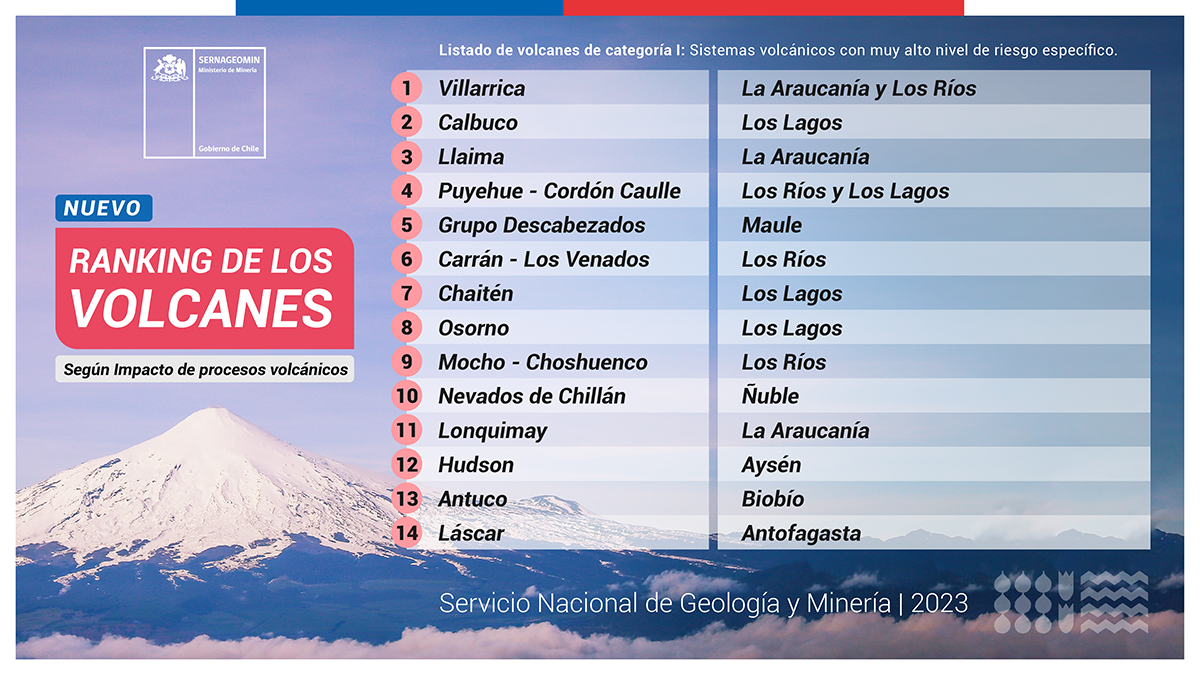 SERNAGEOMIN
Ministerio de Minería
Gobierno de Chile
NUEVO
RANKING DE LOS
VOLCANES
Según Impacto de procesos volcánicos
Listado de volcanes de categoría I: Sistemas volcánicos con muy alto nivel de riesgo específico.
1 Villarrica La Araucanía y Los Ríos
2 Calbuco Los Lagos
3 Llaima La Araucanía
4 Puyehue - Cordón Caulle Los Ríos y Los Lagos
5 Grupo Descabezados Maule
6 Carrán - Los Venados Los Ríos
7 Chaitén Los Lagos
8 Osorno Los Lagos
9 Mocho - Choshuenco Los Ríos
10 Nevados de Chillán Ñuble
11 Lonquimay La Araucanía
12 Hudson Aysén
13 Antuco Biobío
14 Láscar Antofagasta
Servicio Nacional de Geología y Minería | 2023